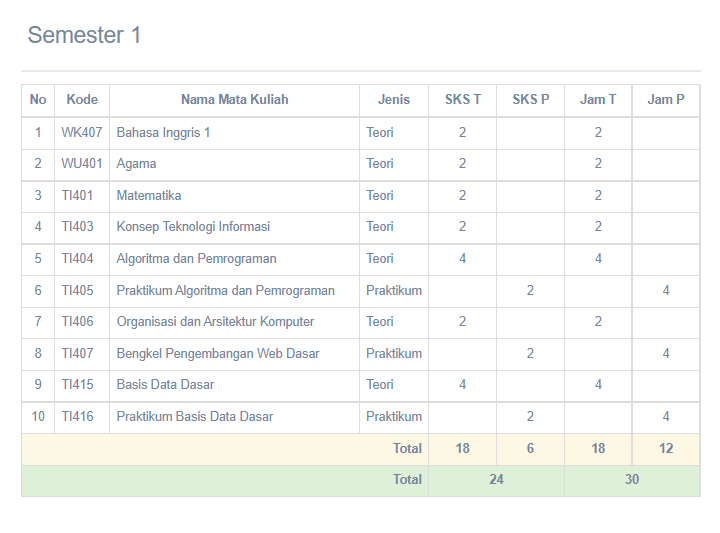 Semester 1
No Kode Nama Mata Kuliah Jenis SKS T SKS P Jam T Jam P
1 WK407 Bahasa Inggris 1 Teori 2 2
2 WU401 Agama Teori 2 2
3 TI401 Matematika Teori 2 2
4 TI403 Konsep Teknologi Informasi Teori 2 2
5 TI404 Algoritma dan Pemrograman Teori 4 4
6 TI405 Praktikum Algoritma dan Pemrograman Praktikum 2 4
7 TI406 Organisasi dan Arsitektur Komputer Teori 2 2
8 TI407 Bengkel Pengembangan Web Dasar Praktikum 2 4
9 TI415 Basis Data Dasar Teori 4 4
10 TI416 Praktikum Basis Data Dasar Praktikum 2 4
Total 18 6 18 12
Total 24 30